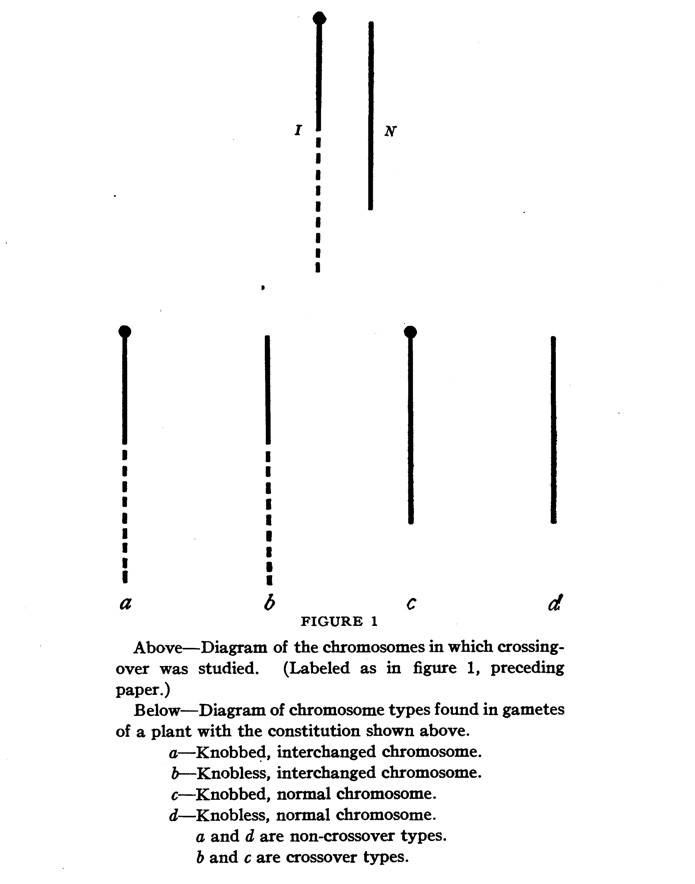 I N
a b c d
FIGURE 1
Above—Diagram of the chromosomes in which crossing-
over was studied. (Labeled as in figure 1, preceding
paper.)
Below—Diagram of chromosome types found in gametes
of a plant with the constitution shown above.
a—Knobbed, interchanged chromosome.
b—Knobless, interchanged chromosome.
c—Knobbed, normal chromosome.
d—Knobless, normal chromosome.
a and d are non-crossover types.
b and c are crossover types.